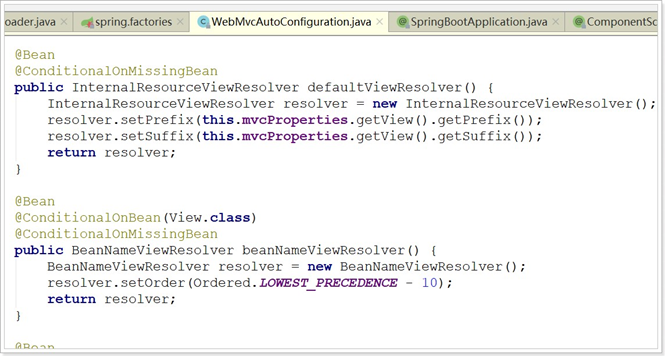 oader.java spring.factories WebMvcAutoConfiguration.java SpringBootApplication.java ComponentSc
@Bean
@ConditionalOnMissingBean
public InternalResourceViewResolver defaultViewResolver() {
InternalResourceViewResolver resolver = new InternalResourceViewResolver();
resolver.setPrefix(this.mvcProperties.getView().getPrefix());
resolver.setSuffix(this.mvcProperties.getView().getSuffix());
return resolver;
}
@Bean
@ConditionalOnBean(View.class)
@ConditionalOnMissingBean
public BeanNameViewResolver beanNameViewResolver() {
BeanNameViewResolver resolver = new BeanNameViewResolver();
resolver.setOrder(Ordered.LOWEST_PRECEDENCE - 10);
return resolver;
}
@Bean